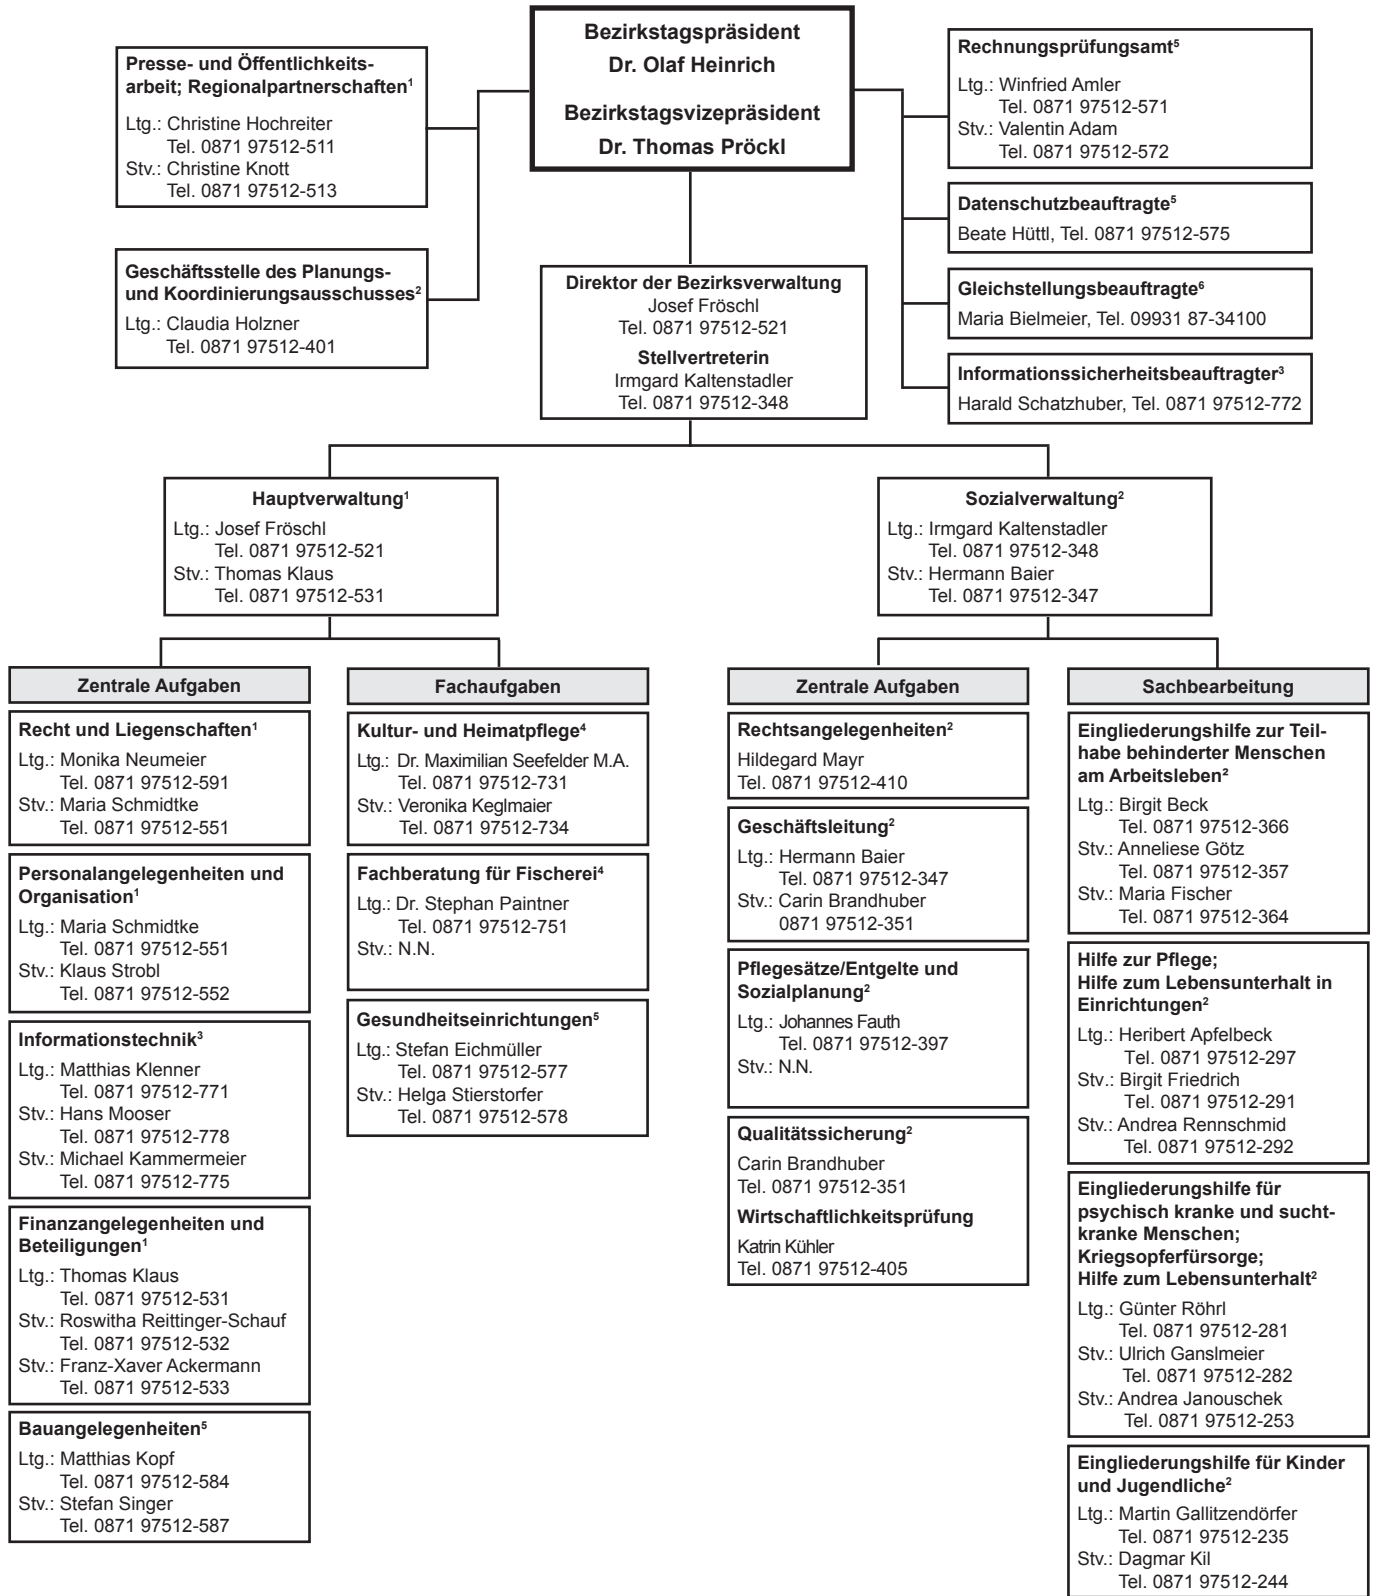 Bezirkstagspräsident
Dr. Olaf Heinrich
Bezirkstagsvizepräsident
Dr. Thomas Pröckl
Presse- und Öffentlichkeits-
arbeit; Regionalpartnerschaften¹
Ltg.: Christine Hochreiter
Tel. 0871 97512-511
Stv.: Christine Knott
Tel. 0871 97512-513
Geschäftsstelle des Planungs-
und Koordinierungsausschusses²
Ltg.: Claudia Holzner
Tel. 0871 97512-401
Rechnungsprüfungsamt⁵
Ltg.: Winfried Amler
Tel. 0871 97512-571
Stv.: Valentin Adam
Tel. 0871 97512-572
Datenschutzbeauftragte⁵
Beate Hüttl, Tel. 0871 97512-575
Gleichstellungsbeauftragte⁶
Maria Bielmeier, Tel. 09931 87-34100
Informationssicherheitsbeauftragter³
Harald Schatzhuber, Tel. 0871 97512-772
Direktor der Bezirksverwaltung
Josef Fröschl
Tel. 0871 97512-521
Stellvertreterin
Irmgard Kaltenstadler
Tel. 0871 97512-348
Hauptverwaltung¹
Ltg.: Josef Fröschl
Tel. 0871 97512-521
Stv.: Thomas Klaus
Tel. 0871 97512-531
Sozialverwaltung²
Ltg.: Irmgard Kaltenstadler
Tel. 0871 97512-348
Stv.: Hermann Baier
Tel. 0871 97512-347
Zentrale Aufgaben
Recht und Liegenschaften¹
Ltg.: Monika Neumeier
Tel. 0871 97512-591
Stv.: Maria Schmidtke
Tel. 0871 97512-551
Personalangelegenheiten und
Organisation¹
Ltg.: Maria Schmidtke
Tel. 0871 97512-551
Stv.: Klaus Strobl
Tel. 0871 97512-552
Informationstechnik³
Ltg.: Matthias Klenner
Tel. 0871 97512-771
Stv.: Hans Mooser
Tel. 0871 97512-778
Stv.: Michael Kammermeier
Tel. 0871 97512-775
Finanzangelegenheiten und
Beteiligungen¹
Ltg.: Thomas Klaus
Tel. 0871 97512-531
Stv.: Roswitha Reittinger-Schauf
Tel. 0871 97512-532
Stv.: Franz-Xaver Ackermann
Tel. 0871 97512-533
Bauangelegenheiten⁵
Ltg.: Matthias Kopf
Tel. 0871 97512-584
Stv.: Stefan Singer
Tel. 0871 97512-587
Fachaufgaben
Kultur- und Heimatpflege⁴
Ltg.: Dr. Maximilian Seefelder M.A.
Tel. 0871 97512-731
Stv.: Veronika Keglmaier
Tel. 0871 97512-734
Fachberatung für Fischerei⁴
Ltg.: Dr. Stephan Paintner
Tel. 0871 97512-751
Stv.: N.N.
Gesundheitseinrichtungen⁵
Ltg.: Stefan Eichmüller
Tel. 0871 97512-577
Stv.: Helga Stierstorfer
Tel. 0871 97512-578
Zentrale Aufgaben
Rechtsangelegenheiten²
Hildegard Mayr
Tel. 0871 97512-410
Geschäftsleitung²
Ltg.: Hermann Baier
Tel. 0871 97512-347
Stv.: Carin Brandhuber
0871 97512-351
Pflegesätze/Entgelte und
Sozialplanung²
Ltg.: Johannes Fauth
Tel. 0871 97512-397
Stv.: N.N.
Qualitätssicherung²
Carin Brandhuber
Tel. 0871 97512-351
Wirtschaftlichkeitsprüfung
Katrin Kühler
Tel. 0871 97512-405
Sachbearbeitung
Eingliederungshilfe zur Teil-
habe behinderter Menschen
am Arbeitsleben²
Ltg.: Birgit Beck
Tel. 0871 97512-366
Stv.: Anneliese Götz
Tel. 0871 97512-357
Stv.: Maria Fischer
Tel. 0871 97512-364
Hilfe zur Pflege;
Hilfe zum Lebensunterhalt in
Einrichtungen²
Ltg.: Heribert Apfelbeck
Tel. 0871 97512-297
Stv.: Birgit Friedrich
Tel. 0871 97512-291
Stv.: Andrea Rennschmid
Tel. 0871 97512-292
Eingliederungshilfe für
psychisch kranke und sucht-
kranke Menschen;
Kriegsopferfürsorge;
Hilfe zum Lebensunterhalt²
Ltg.: Günter Röhrl
Tel. 0871 97512-281
Stv.: Ulrich Ganslmeier
Tel. 0871 97512-282
Stv.: Andrea Janouschek
Tel. 0871 97512-253
Eingliederungshilfe für Kinder
und Jugendliche²
Ltg.: Martin Gallitzendörfer
Tel. 0871 97512-235
Stv.: Dagmar Kil
Tel. 0871 97512-244